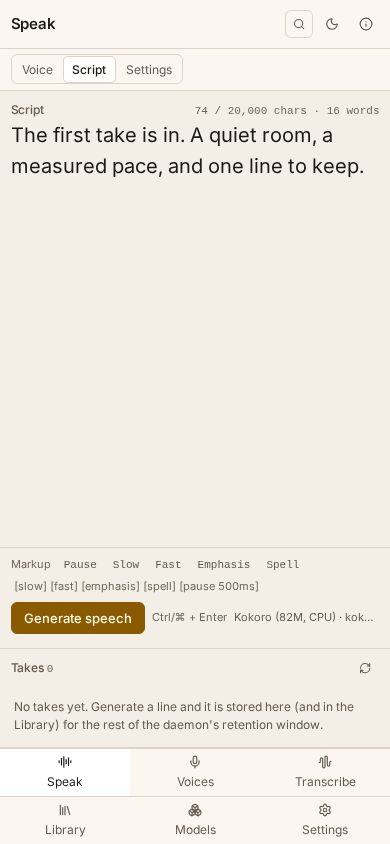 Speak
Voice Script Settings
Script 74 / 20,000 chars · 16 words
The first take is in. A quiet room, a
measured pace, and one line to keep.
Markup Pause Slow Fast Emphasis Spell
[slow] [fast] [emphasis] [spell] [pause 500ms]
Generate speech Ctrl/⌘ + Enter Kokoro (82M, CPU) · kok...
Takes 0
No takes yet. Generate a line and it is stored here (and in the
Library) for the rest of the daemon's retention window.
Speak Voices Transcribe
Library Models Settings